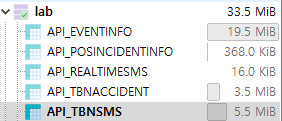 lab 33.5 MiB
API_EVENTINFO 19.5 MiB
API_POSINCIDENTINFO 368.0 KiB
API_REALTIMESMS 16.0 KiB
API_TBNACCIDENT 3.5 MiB
API_TBNSMS 5.5 MiB